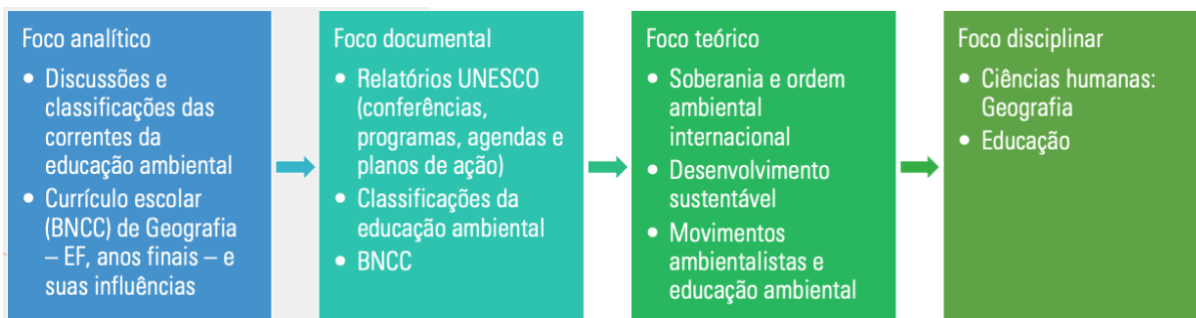 Foco analítico
• Discussões e
classificações das
correntes da
educação ambiental
• Currículo escolar
(BNCC) de Geografia
– EF, anos finais – e
suas influências
Foco documental
• Relatórios UNESCO
(conferências,
programas, agendas e
planos de ação)
• Classificações da
educação ambiental
• BNCC
Foco teórico
• Soberania e ordem
ambiental
internacional
• Desenvolvimento
sustentável
• Movimentos
ambientalistas e
educação ambiental
Foco disciplinar
• Ciências humanas:
Geografia
• Educação